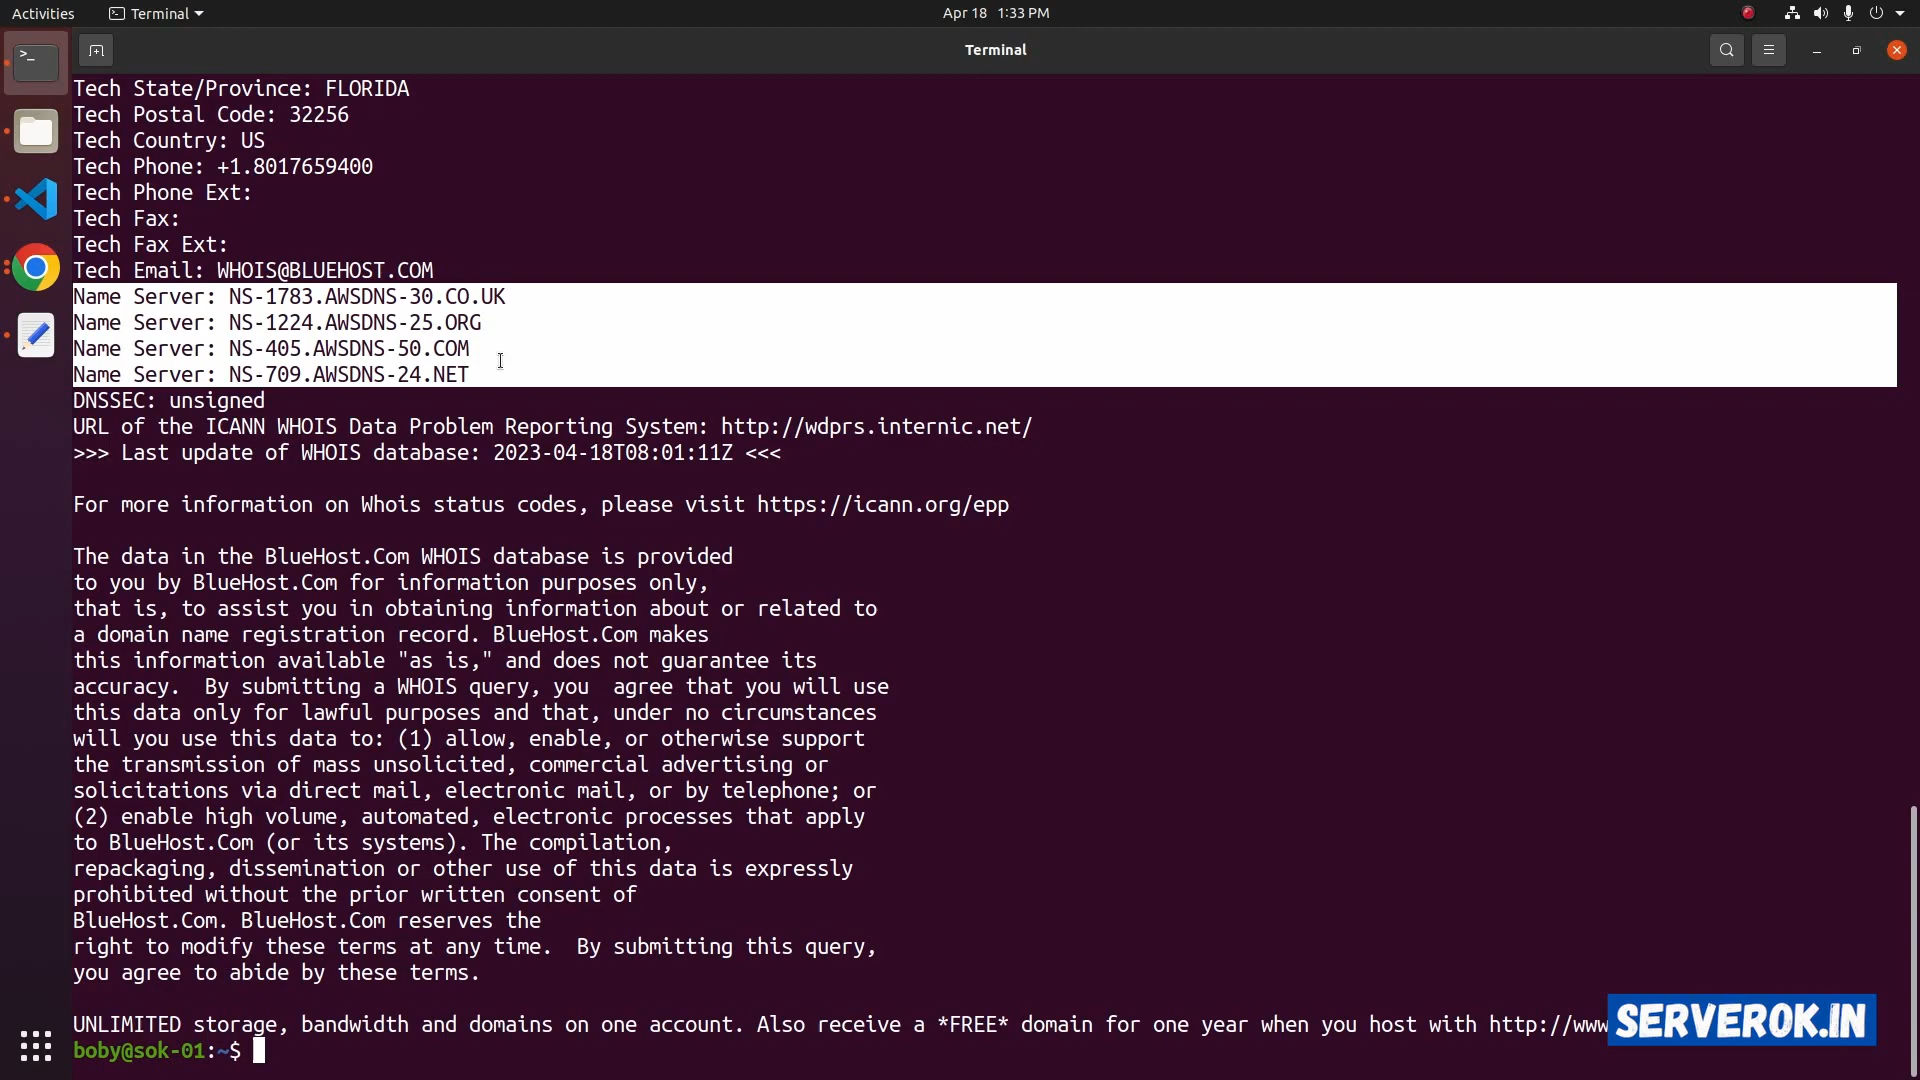 Activities
Terminal
Apr 18 1:33 PM
Terminal
Tech State/Province: FLORIDA
Tech Postal Code: 32256
Tech Country: US
Tech Phone: +1.8017659400
Tech Phone Ext:
Tech Fax:
Tech Fax Ext:
Tech Email: WHOIS@BLUEHOST.COM
Name Server: NS-1783.AWSDNS-30.CO.UK
Name Server: NS-1224.AWSDNS-25.ORG
Name Server: NS-405.AWSDNS-50.COM
Name Server: NS-709.AWSDNS-24.NET
DNSSEC: unsigned
URL of the ICANN WHOIS Data Problem Reporting System: http://wdprs.internic.net/
>>> Last update of WHOIS database: 2023-04-18T08:01:11Z <<<
For more information on Whois status codes, please visit https://icann.org/epp
The data in the BlueHost.Com WHOIS database is provided
to you by BlueHost.Com for information purposes only,
that is, to assist you in obtaining information about or related to
a domain name registration record. BlueHost.Com makes
this information available "as is," and does not guarantee its
accuracy.  By submitting a WHOIS query, you  agree that you will use
this data only for lawful purposes and that, under no circumstances
will you use this data to: (1) allow, enable, or otherwise support
the transmission of mass unsolicited, commercial advertising or
solicitations via direct mail, electronic mail, or by telephone; or
(2) enable high volume, automated, electronic processes that apply
to BlueHost.Com (or its systems). The compilation,
repackaging, dissemination or other use of this data is expressly
prohibited without the prior written consent of
BlueHost.Com. BlueHost.Com reserves the
right to modify these terms at any time.  By submitting this query,
you agree to abide by these terms.
UNLIMITED storage, bandwidth and domains on one account. Also receive a *FREE* domain for one year when you host with http://www
SERVEROK.IN
boby@sok-01:~$